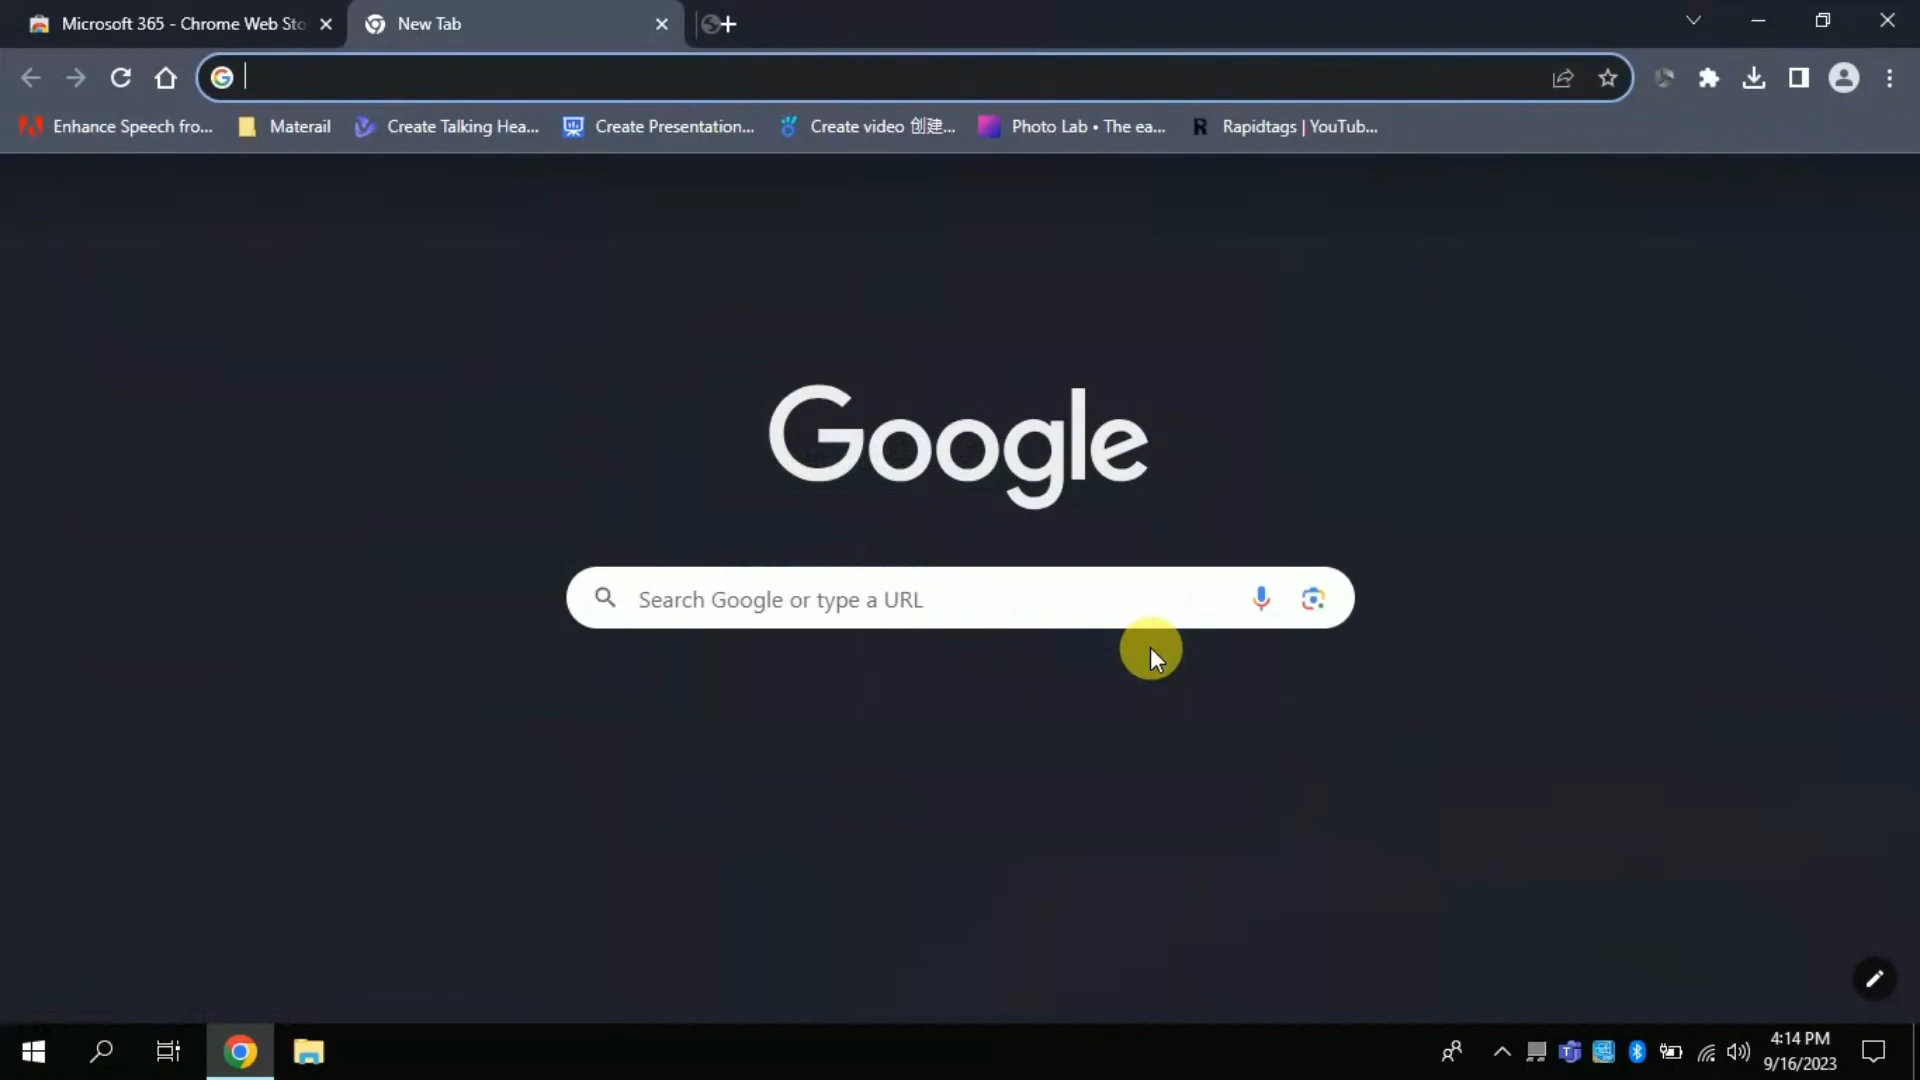 Microsoft 365 - Chrome Web Sto
New Tab
Enhance Speech fro...
Materail
Create Talking Hea...
Create Presentation...
Create video 创建...
Photo Lab • The ea...
R Rapidtags | YouTub...
Google
Search Google or type a URL
4:14 PM
9/16/2023